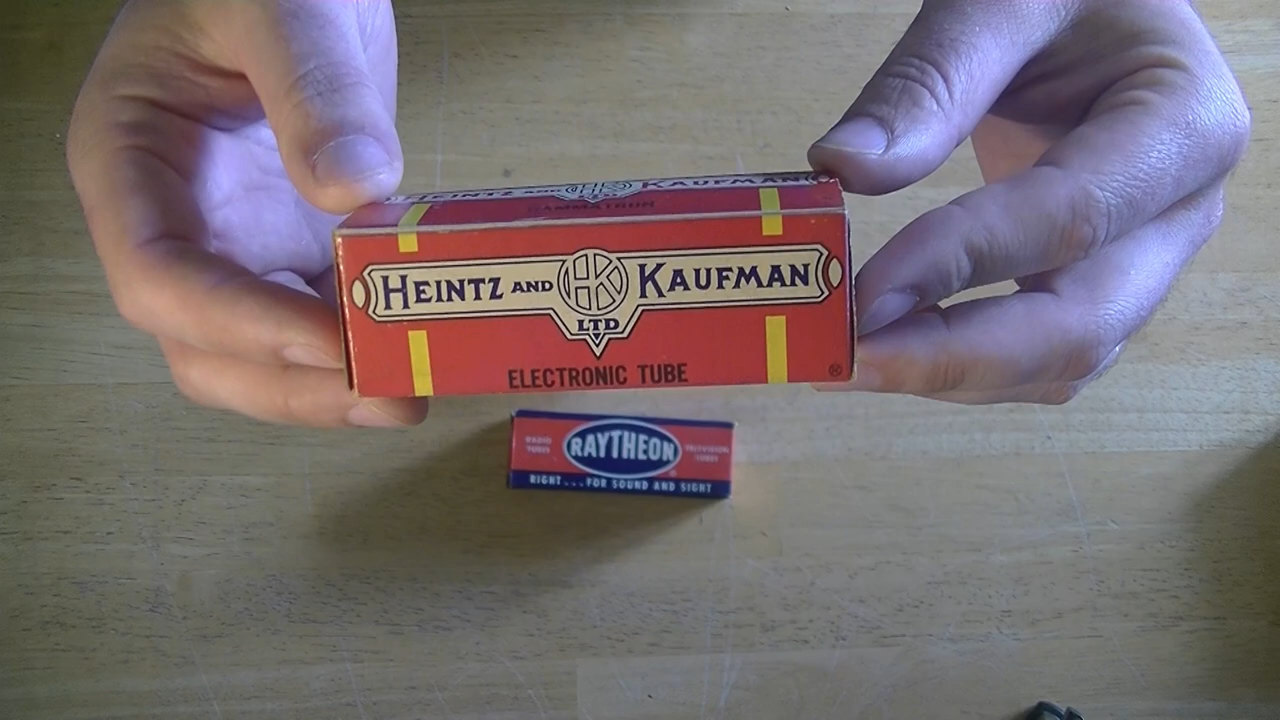 HEINTZ AND HK KAUFMAN
GAMMATRON
HEINTZ AND HK KAUFMAN
LTD
ELECTRONIC TUBE ®
RADIO TUBES
RAYTHEON ®
TELEVISION TUBES
RIGHT...FOR SOUND AND SIGHT